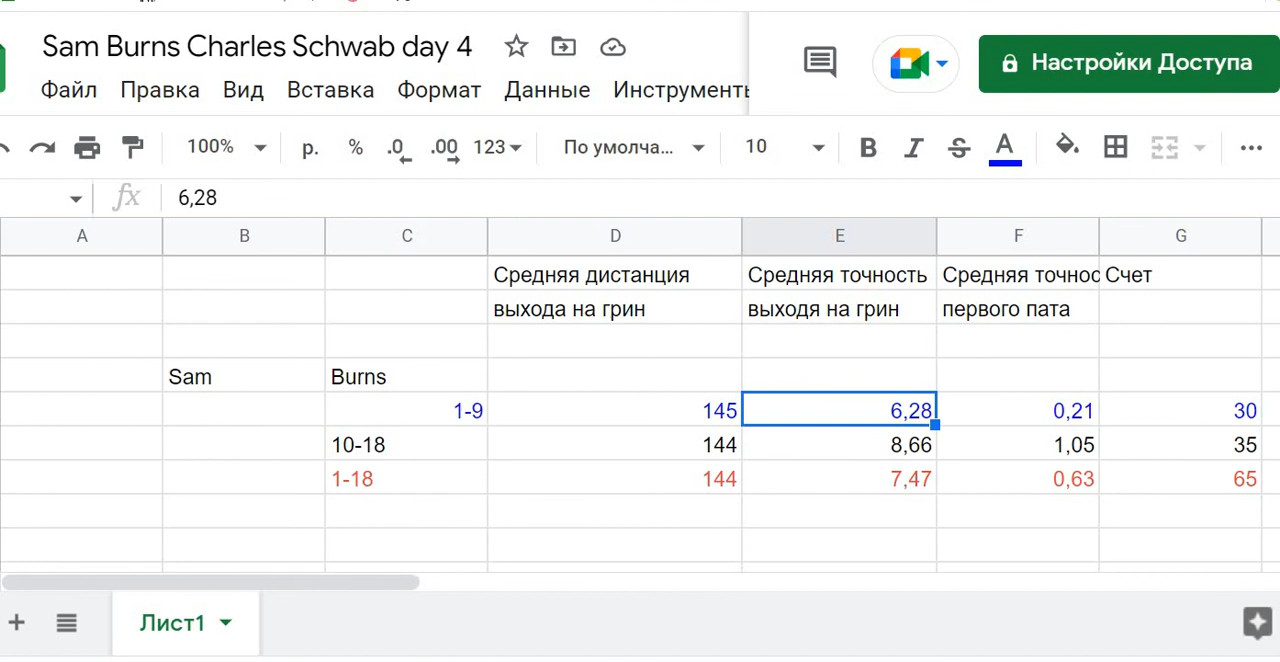 Sam Burns Charles Schwab day 4
Настройки Доступа
Файл Правка Вид Вставка Формат Данные Инструменты
100% р. % .0 .00 123 По умолча... 10 B I S A
fx 6,28
A B C D E F G
Средняя дистанция Средняя точность Средняя точнос Счет
выхода на грин выходя на грин первого пата
Sam Burns
1-9 145 6,28 0,21 30
10-18 144 8,66 1,05 35
1-18 144 7,47 0,63 65
Лист1